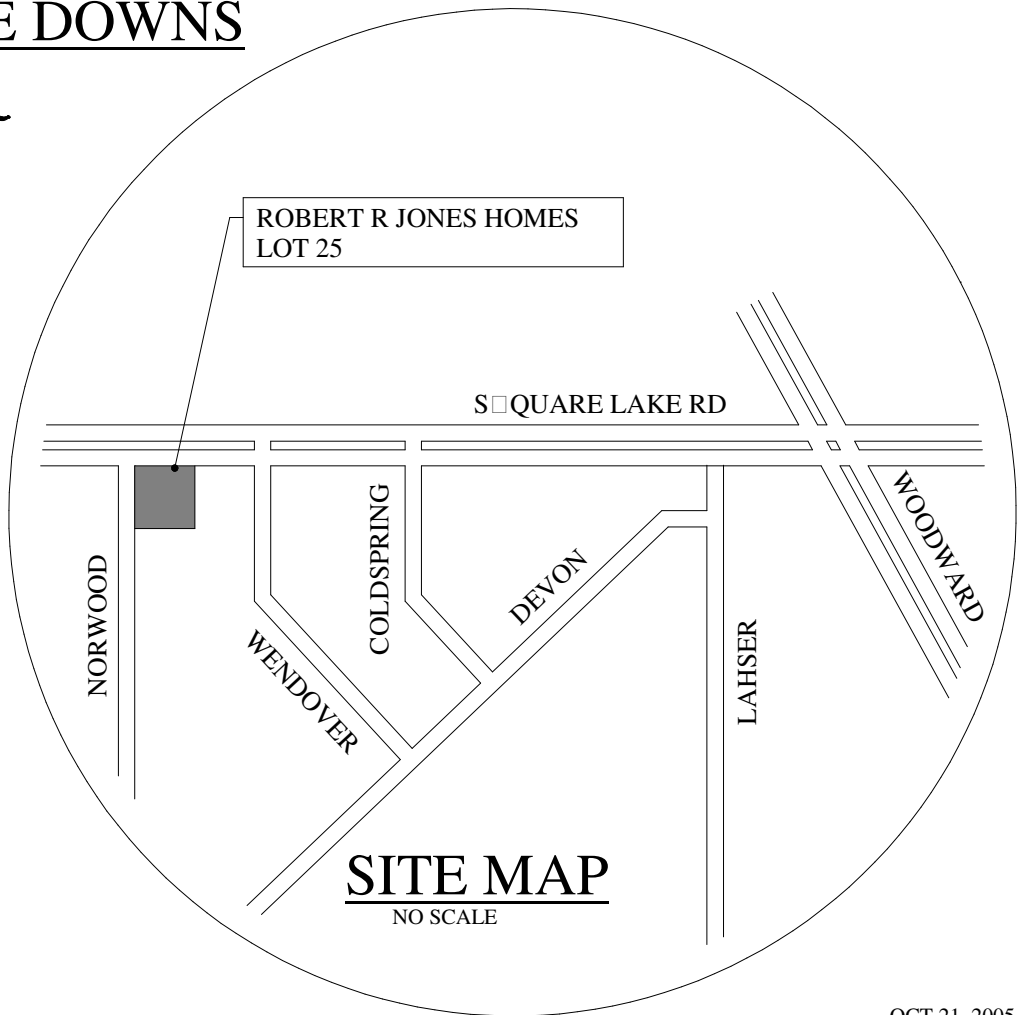 E DOWNS
ROBERT R JONES HOMES
LOT 25
S□QUARE LAKE RD
WOODWARD
COLDSPRING
DEVON
NORWOOD
WENDOVER
LAHSER
SITE MAP
NO SCALE
OCT 21, 2005